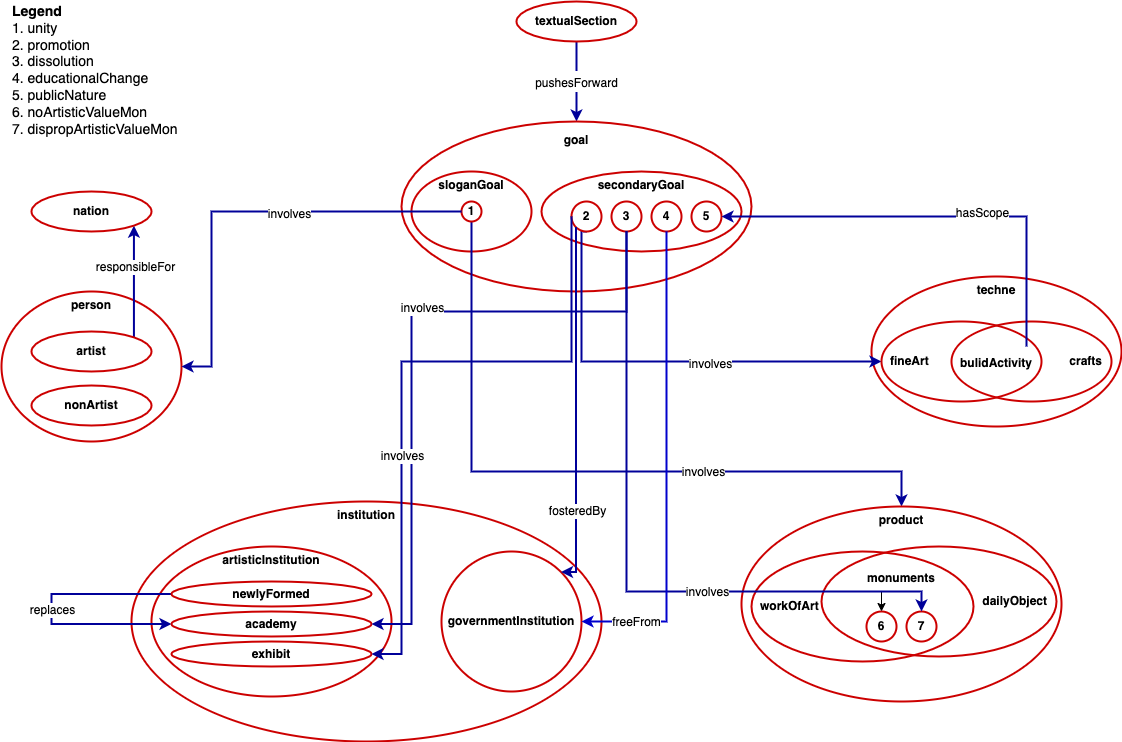 Legend
1. unity
2. promotion
3. dissolution
4. educationalChange
5. publicNature
6. noArtisticValueMon
7. dispropArtisticValueMon
textualSection
pushesForward
goal
sloganGoal
1
secondaryGoal
2
3
4
5
hasScope
involves
nation
responsibleFor
person
artist
nonArtist
involves
techne
fineArt
bulidActivity
crafts
involves
involves
involves
fosteredBy
institution
artisticInstitution
newlyFormed
academy
exhibit
replaces
governmentInstitution
freeFrom
involves
product
monuments
workOfArt
dailyObject
6
7